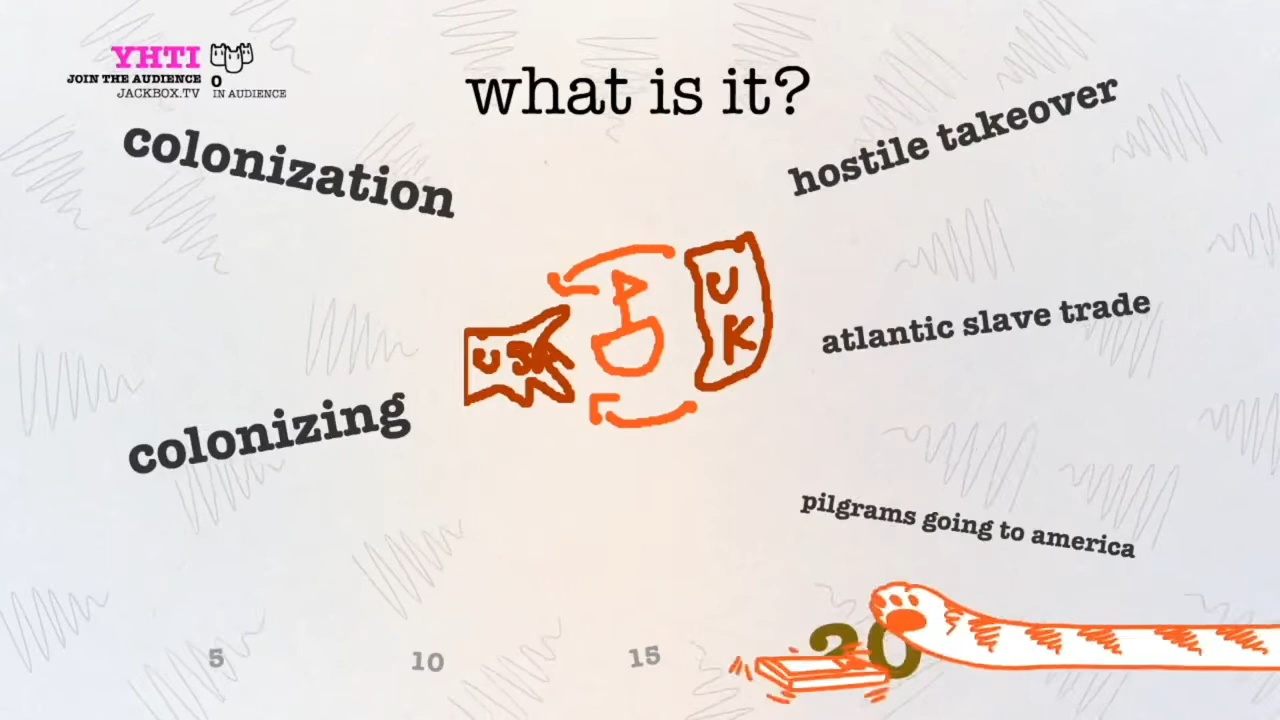 YHTI
JOIN THE AUDIENCE
JACKBOX.TV
0
IN AUDIENCE
what is it?
colonization
hostile takeover
USA
UK
atlantic slave trade
colonizing
pilgrams going to america
5
10
15
20